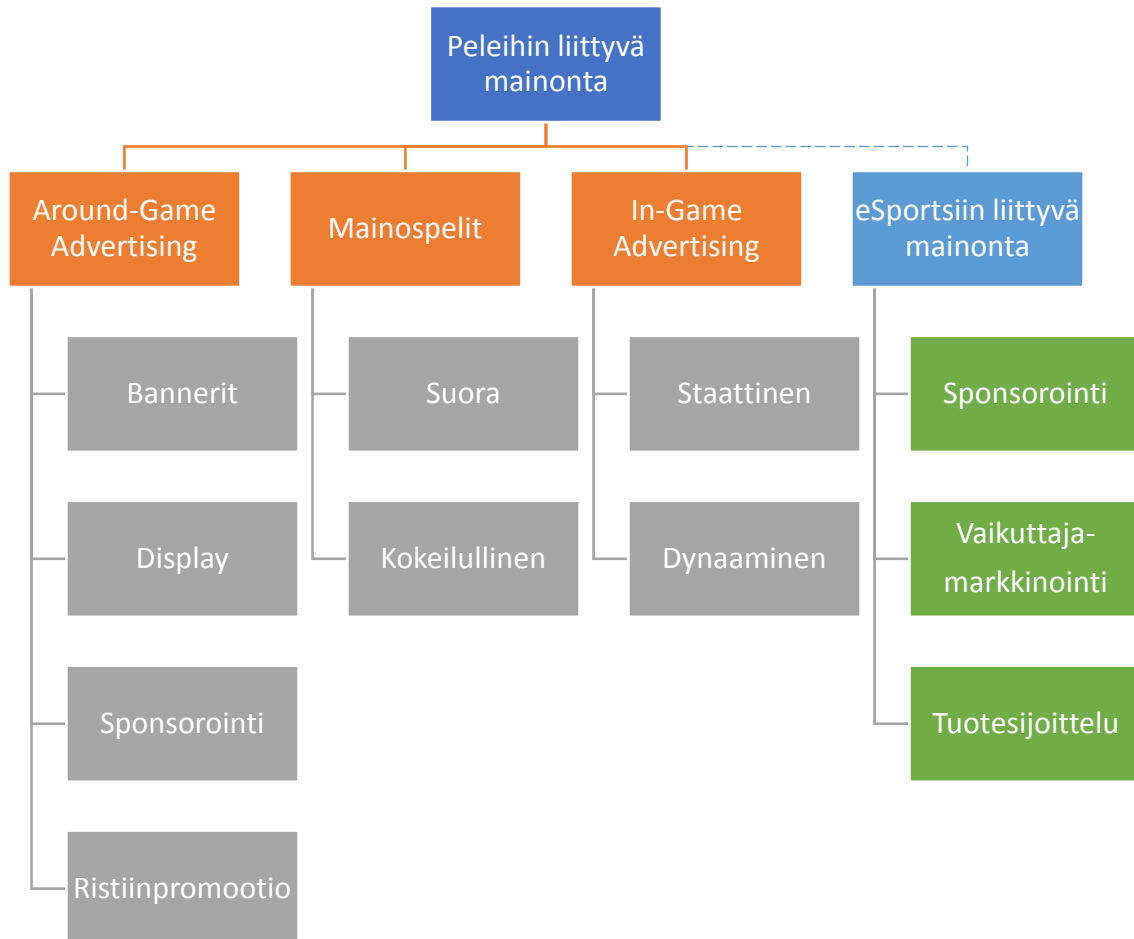 Peleihin liittyvä
mainonta
Around-Game
Advertising
Mainospelit
In-Game
Advertising
eSportsiin liittyvä
mainonta
Bannerit
Suora
Staattinen
Sponsorointi
Display
Kokeilullinen
Dynaaminen
Vaikuttaja-
markkinointi
Sponsorointi
Tuotesijoittelu
Ristiinpromootio